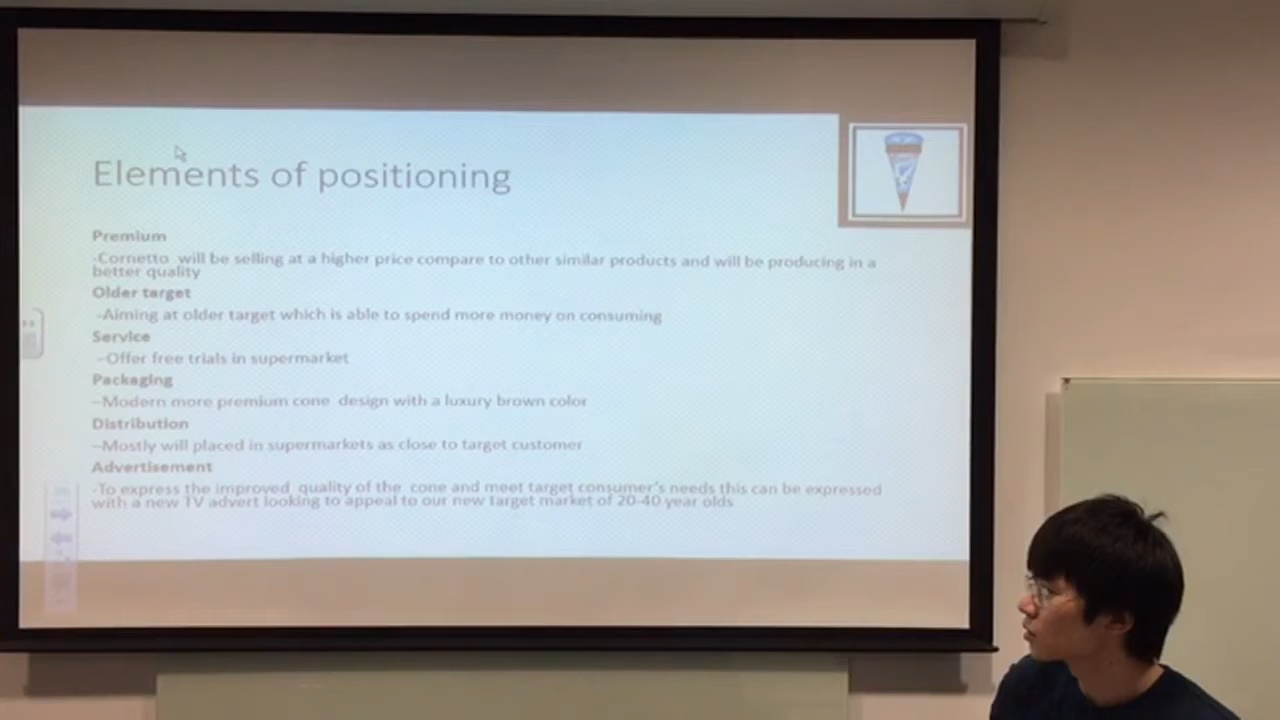 Elements of positioning
Premium
-Cornetto will be selling at a higher price compare to other similar products and will be producing in a
better quality
Older target
-Aiming at older target which is able to spend more money on consuming
Service
–Offer free trials in supermarket
Packaging
–Modern more premium cone design with a luxury brown color
Distribution
–Mostly will placed in supermarkets as close to target customer
Advertisement
-To express the improved quality of the cone and meet target consumer's needs this can be expressed
with a new TV advert looking to appeal to our new target market of 20-40 year olds